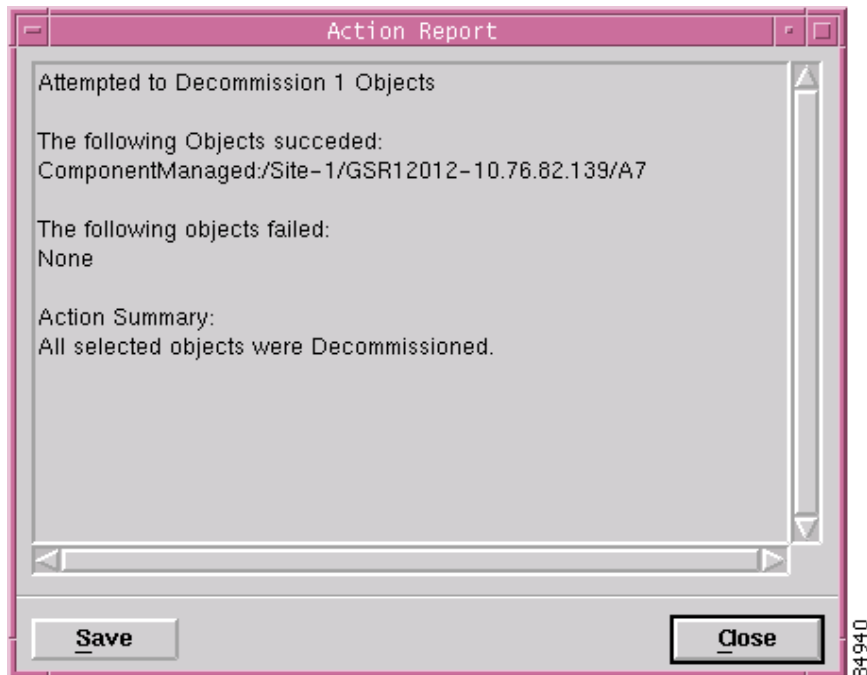 Action Report
Attempted to Decommission 1 Objects
The following Objects succeded:
ComponentManaged:/Site-1/GSR12012-10.76.82.139/A7
The following objects failed:
None
Action Summary:
All selected objects were Decommissioned.
Save
Close
34940